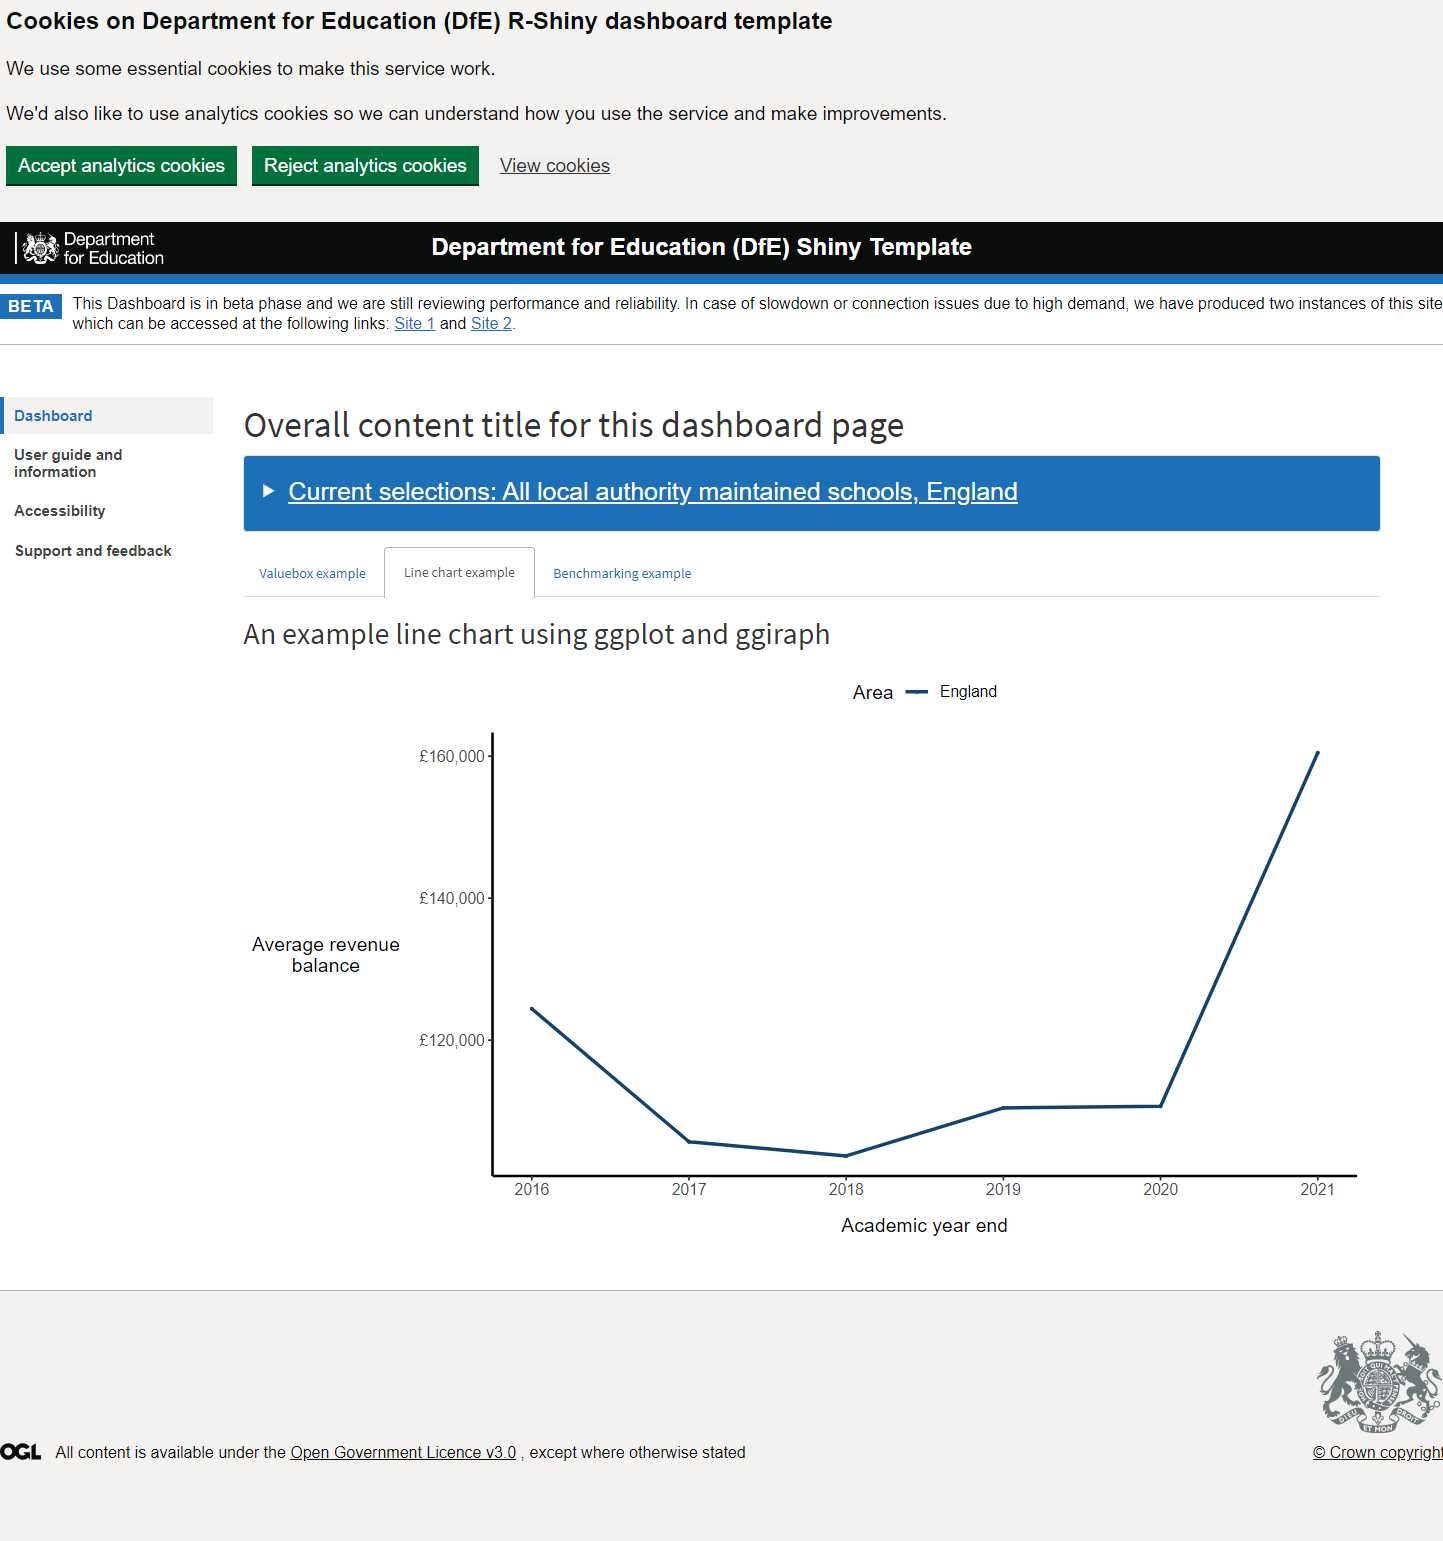 Cookies on Department for Education (DfE) R-Shiny dashboard template
We use some essential cookies to make this service work.
We'd also like to use analytics cookies so we can understand how you use the service and make improvements.
Accept analytics cookies
Reject analytics cookies
View cookies
Department
for Education
Department for Education (DfE) Shiny Template
BETA
This Dashboard is in beta phase and we are still reviewing performance and reliability. In case of slowdown or connection issues due to high demand, we have produced two instances of this site
which can be accessed at the following links: Site 1 and Site 2.
Dashboard
User guide and
information
Accessibility
Support and feedback
Overall content title for this dashboard page
Current selections: All local authority maintained schools, England
Valuebox example
Line chart example
Benchmarking example
An example line chart using ggplot and ggiraph
Area
England
£160,000
£140,000
£120,000
Average revenue
balance
2016
2017
2018
2019
2020
2021
Academic year end
DIEU ET MON DROIT
OGL
All content is available under the Open Government Licence v3.0 , except where otherwise stated
© Crown copyright